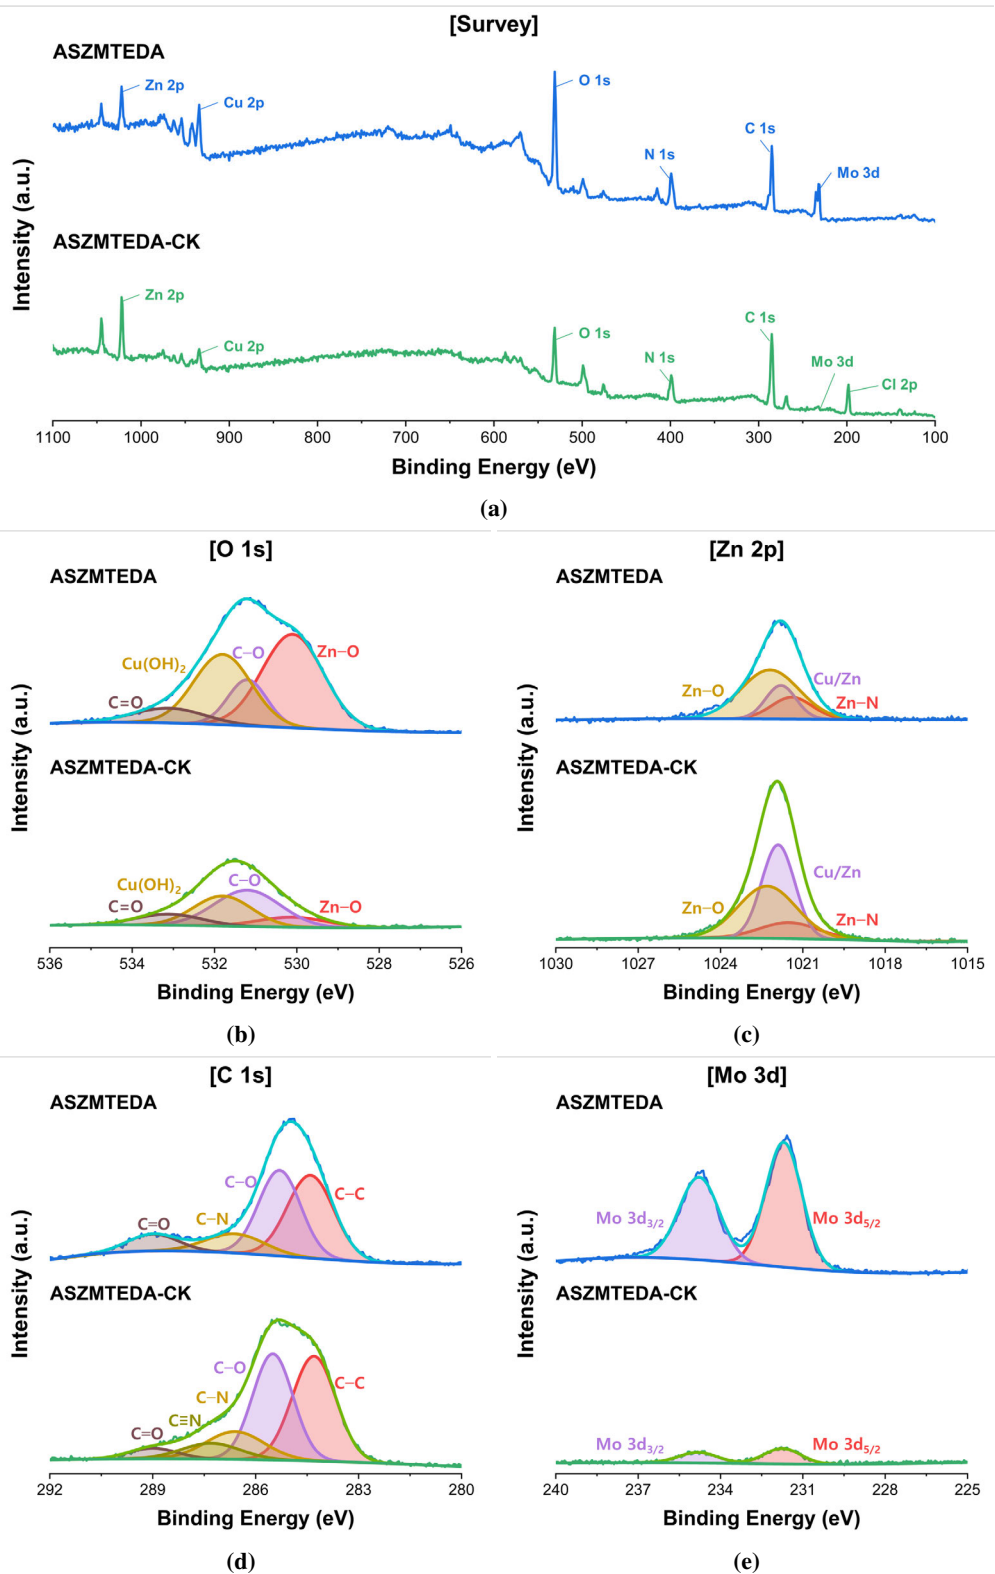 [Survey]
ASZMTEDA
Zn 2p
Cu 2p
O 1s
N 1s
C 1s
Mo 3d
ASZMTEDA-CK
Zn 2p
Cu 2p
O 1s
N 1s
C 1s
Mo 3d
Cl 2p
Intensity (a.u.)
1100 1000 900 800 700 600 500 400 300 200 100
Binding Energy (eV)
(a)
[O 1s]
ASZMTEDA
C=O
Cu(OH)₂
C−O
Zn−O
ASZMTEDA-CK
C=O
Cu(OH)₂
C−O
Zn−O
Intensity (a.u.)
536 534 532 530 528 526
Binding Energy (eV)
(b)
[Zn 2p]
ASZMTEDA
Zn−O
Cu/Zn
Zn−N
ASZMTEDA-CK
Zn−O
Cu/Zn
Zn−N
Intensity (a.u.)
1030 1027 1024 1021 1018 1015
Binding Energy (eV)
(c)
[C 1s]
ASZMTEDA
C=O
C−N
C−O
C−C
ASZMTEDA-CK
C=O
C≡N
C−N
C−O
C−C
Intensity (a.u.)
292 289 286 283 280
Binding Energy (eV)
(d)
[Mo 3d]
ASZMTEDA
Mo 3d₃/₂
Mo 3d₅/₂
ASZMTEDA-CK
Mo 3d₃/₂
Mo 3d₅/₂
Intensity (a.u.)
240 237 234 231 228 225
Binding Energy (eV)
(e)